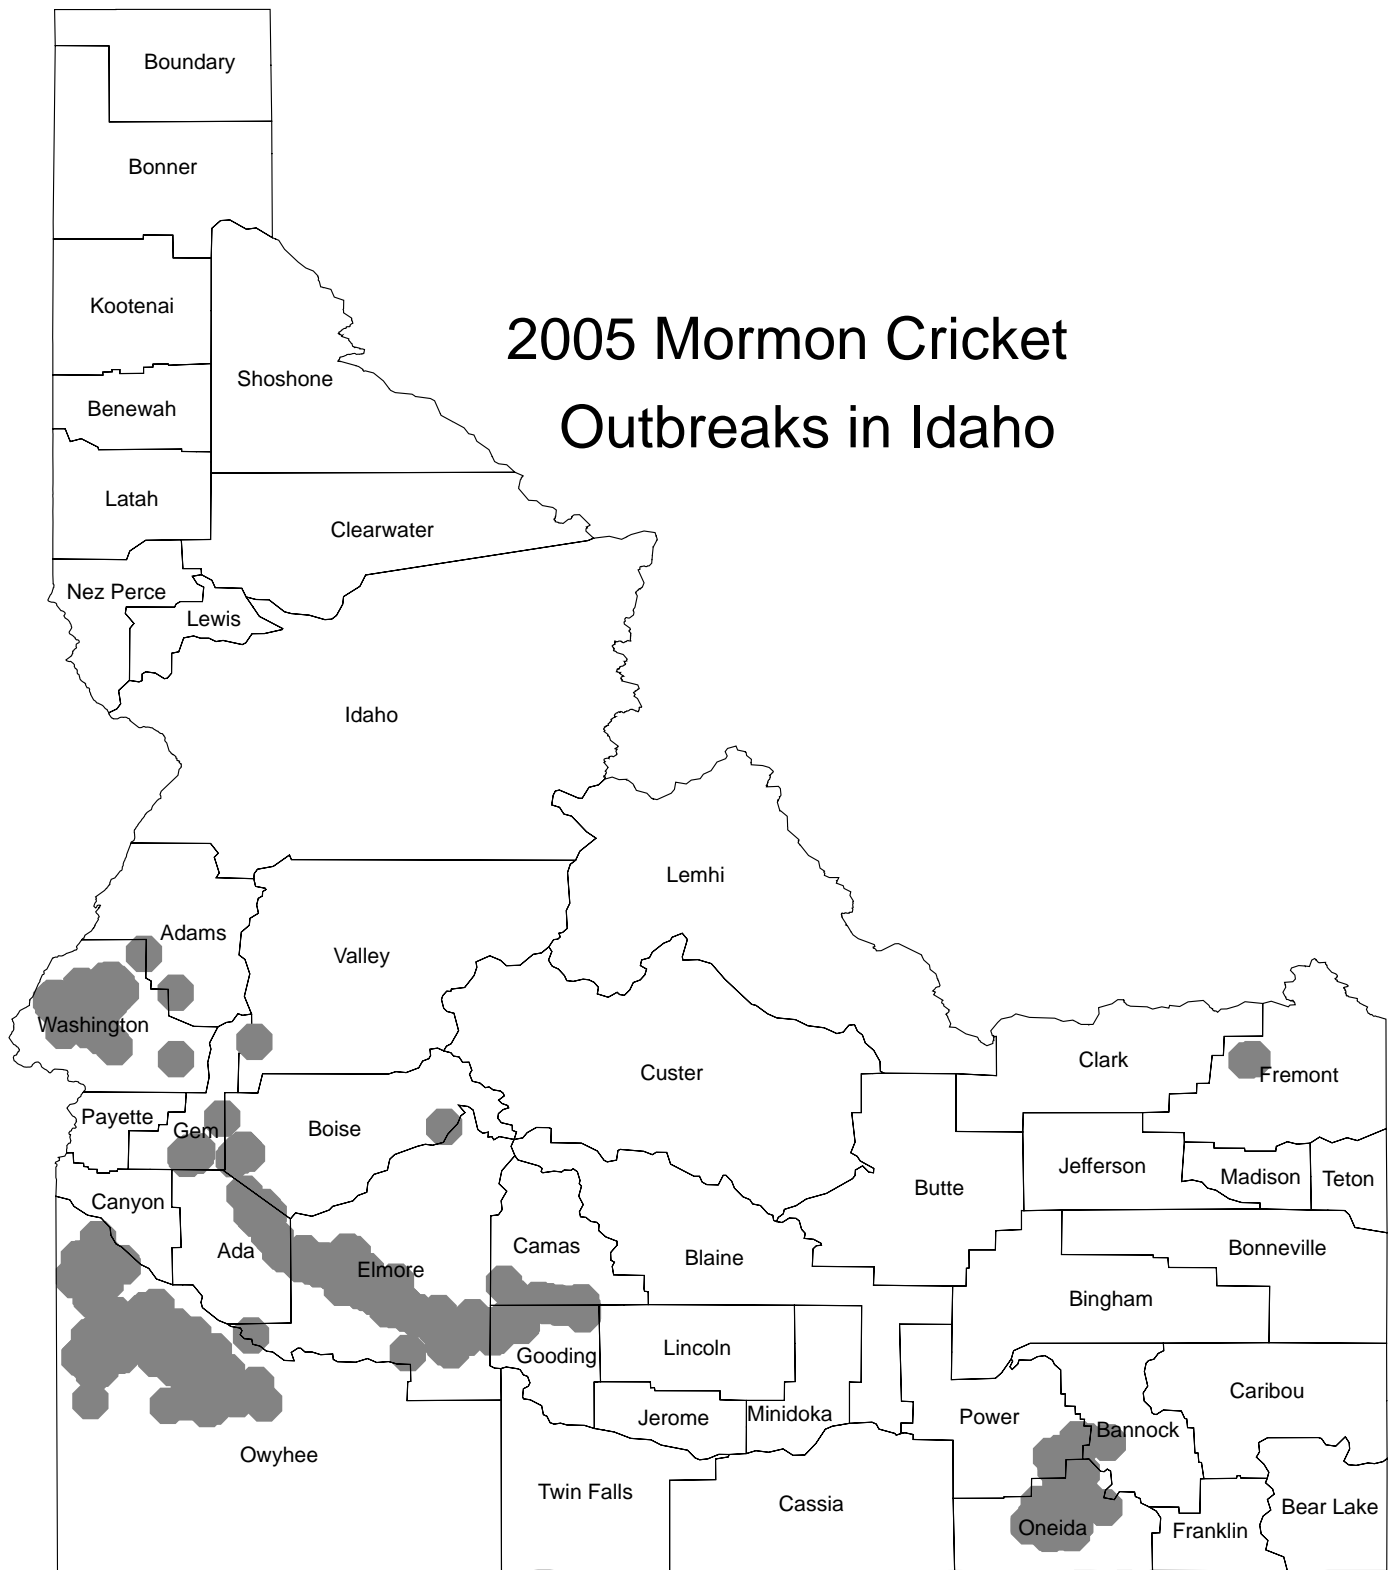 Boundary
Bonner
Kootenai
2005 Mormon Cricket
Outbreaks in Idaho
Shoshone
Benewah
Latah
Clearwater
Nez Perce
Lewis
Idaho
Lemhi
Adams
Valley
Washington
Clark
Custer
Fremont
Payette
Gem
Boise
Jefferson
Madison
Teton
Butte
Canyon
Ada
Camas
Blaine
Bonneville
Elmore
Bingham
Lincoln
Gooding
Caribou
Jerome
Minidoka
Power
Bannock
Owyhee
Twin Falls
Cassia
Bear Lake
Oneida
Franklin